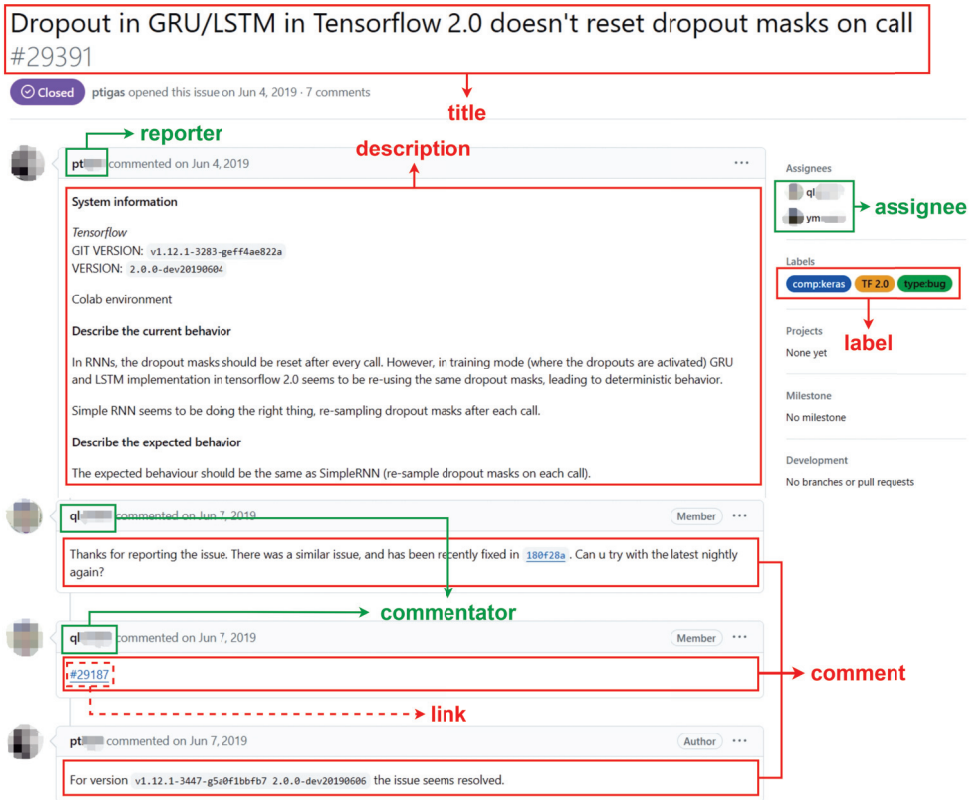 Dropout in GRU/LSTM in Tensorflow 2.0 doesn't reset dropout masks on call
#29391
Closed ptigas opened this issue on Jun 4, 2019 · 7 comments
title
reporter
description
pt commented on Jun 4, 2019 ...
System information
Tensorflow
GIT VERSION: v1.12.1-3283-geff4ae822a
VERSION: 2.0.0-dev20190604
Colab environment
Describe the current behavior
In RNNs, the dropout masks should be reset after every call. However, ir training mode (where the dropouts are activated) GRU
and LSTM implementation in tensorflow 2.0 seems to be re-using the same dropout masks, leading to deterministic behavior.
Simple RNN seems to be doing the right thing, re-sampling dropout masks after each call.
Describe the expected behavior
The expected behaviour should be the same as SimpleRNN (re-sample dropout masks on each call).
Assignees
ql
ym
assignee
Labels
comp:keras TF 2.0 type:bug
label
Projects
None yet
Milestone
No milestone
Development
No branches or pull requests
ql commented on Jun 7, 2019 Member ...
Thanks for reporting the issue. There was a similar issue, and has been recently fixed in 180f28a . Can u try with the latest nightly
again?
commentator
ql commented on Jun 7, 2019 Member ...
#29187
comment
link
pt commented on Jun 7, 2019 Author ...
For version v1.12.1-3447-g5a0f1bbfb7 2.0.0-dev20190606 the issue seems resolved.